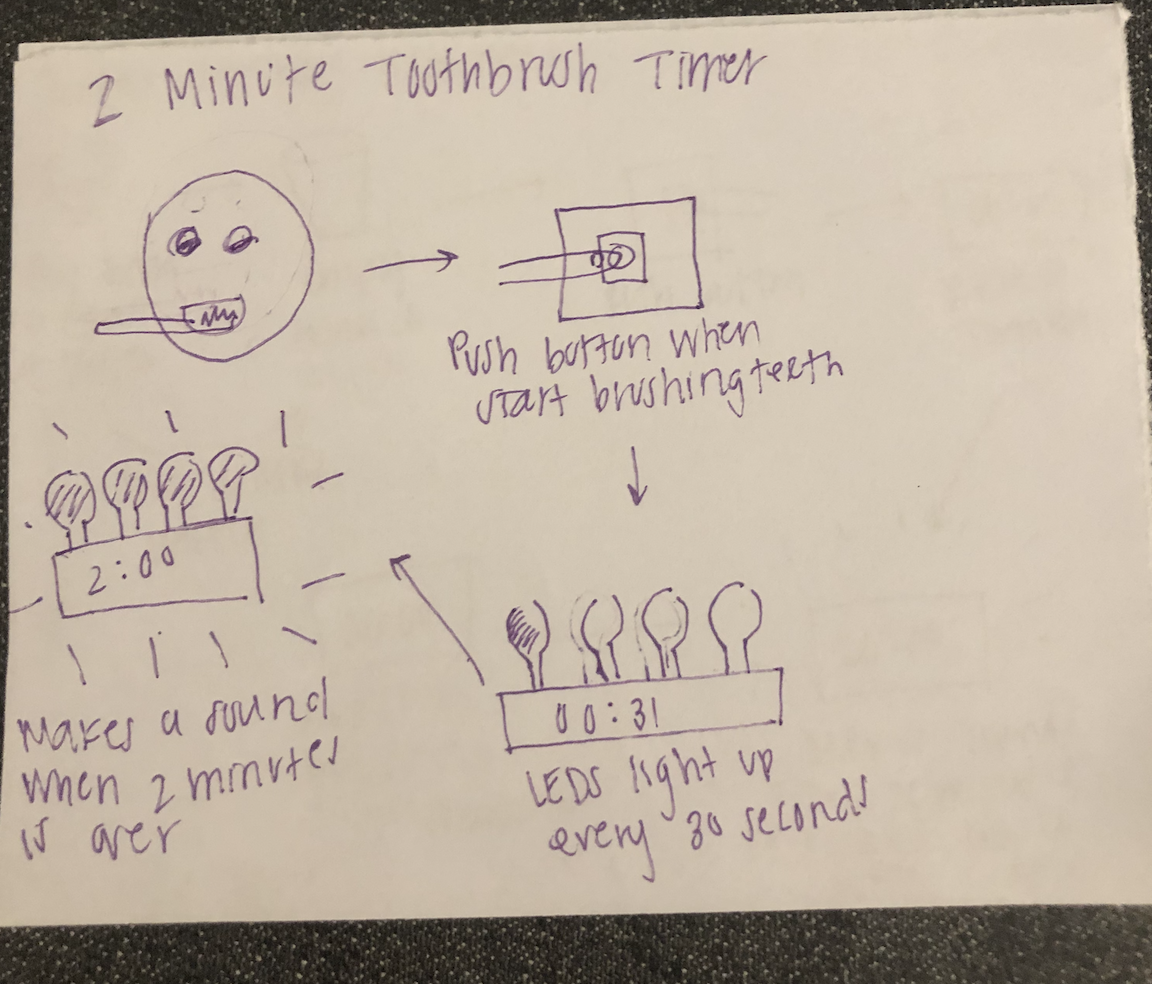 2 Minute Toothbrush Timer
Push button when
start brushing teeth
00:31
LEDS light up
every 30 seconds
2:00
Makes a sound
when 2 minutes
is over